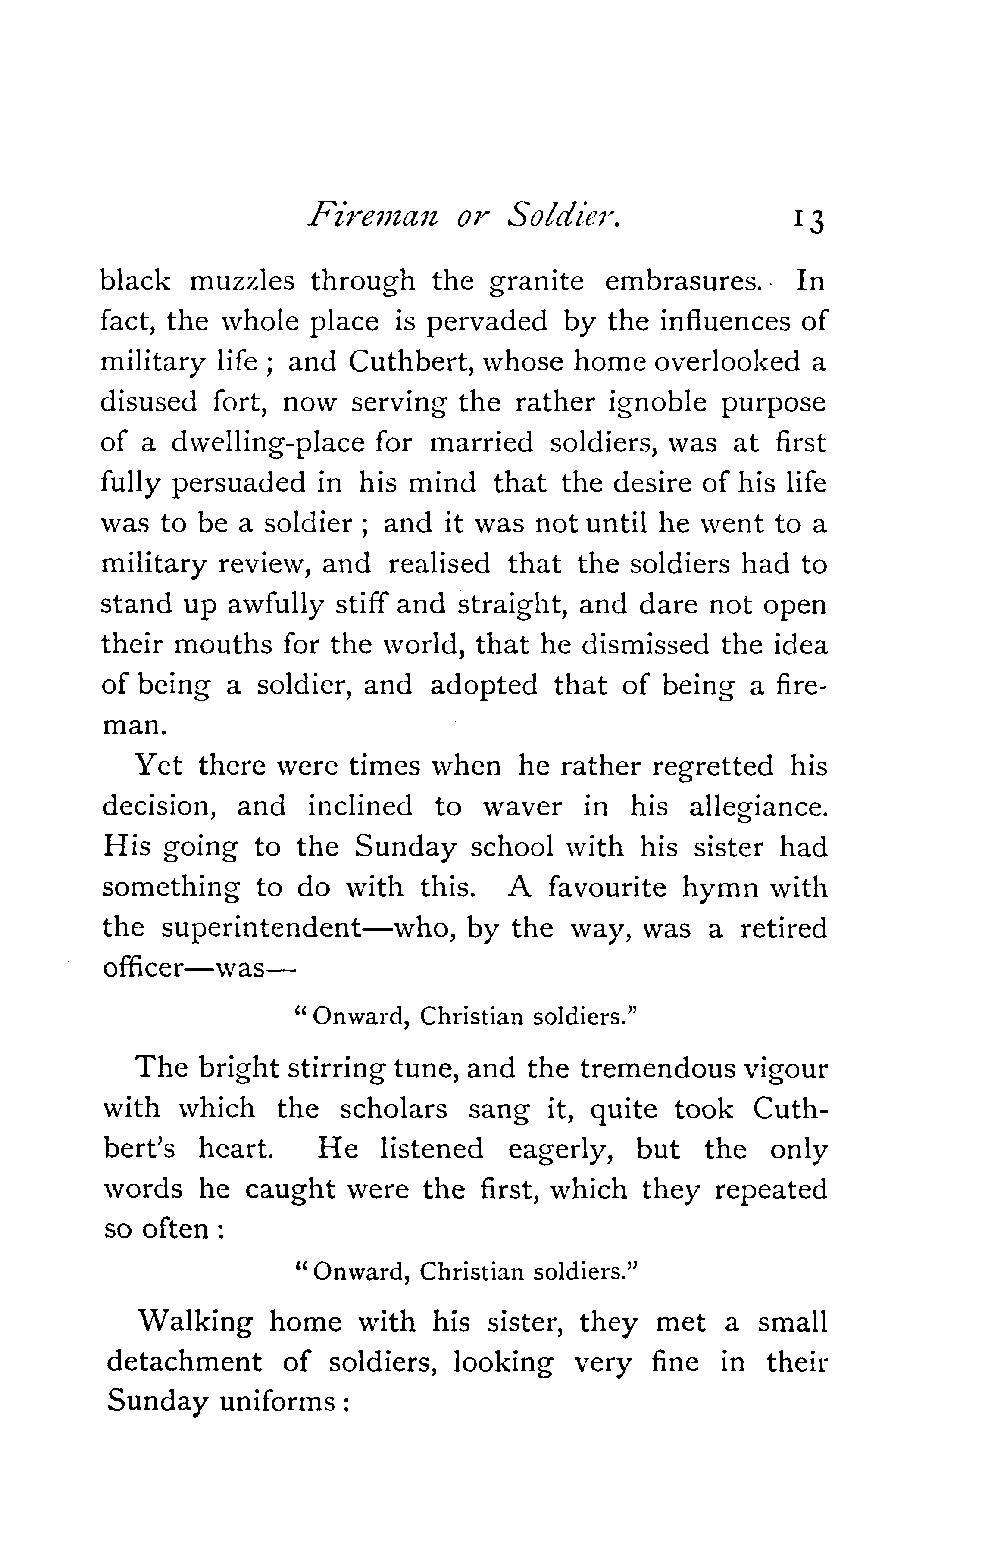 Fireman or Soldier. 13
black muzzles through the granite embrasures. In
fact, the whole place is pervaded by the influences of
military life ; and Cuthbert, whose home overlooked a
disused fort, now serving the rather ignoble purpose
of a dwelling-place for married soldiers, was at first
fully persuaded in his mind that the desire of his life
was to be a soldier ; and it was not until he went to a
military review, and realised that the soldiers had to
stand up awfully stiff and straight, and dare not open
their mouths for the world, that he dismissed the idea
of being a soldier, and adopted that of being a fire-
man.
Yet there were times when he rather regretted his
decision, and inclined to waver in his allegiance.
His going to the Sunday school with his sister had
something to do with this. A favourite hymn with
the superintendent—who, by the way, was a retired
officer—was—
“Onward, Christian soldiers.”
The bright stirring tune, and the tremendous vigour
with which the scholars sang it, quite took Cuth-
bert’s heart. He listened eagerly, but the only
words he caught were the first, which they repeated
so often :
“Onward, Christian soldiers.”
Walking home with his sister, they met a small
detachment of soldiers, looking very fine in their
Sunday uniforms :